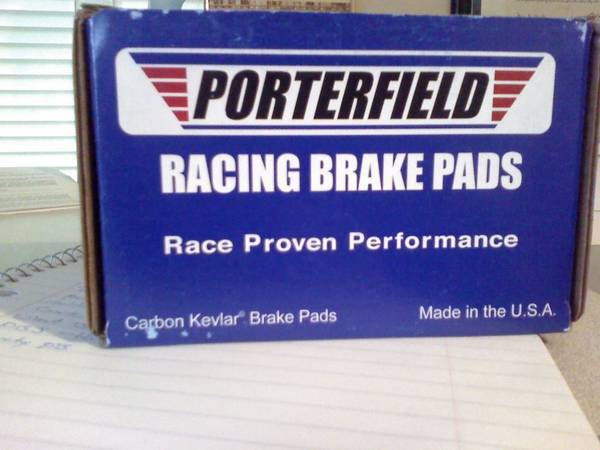 PORTERFIELD
RACING BRAKE PADS
Race Proven Performance
Carbon Kevlar® Brake Pads
Made in the U.S.A.